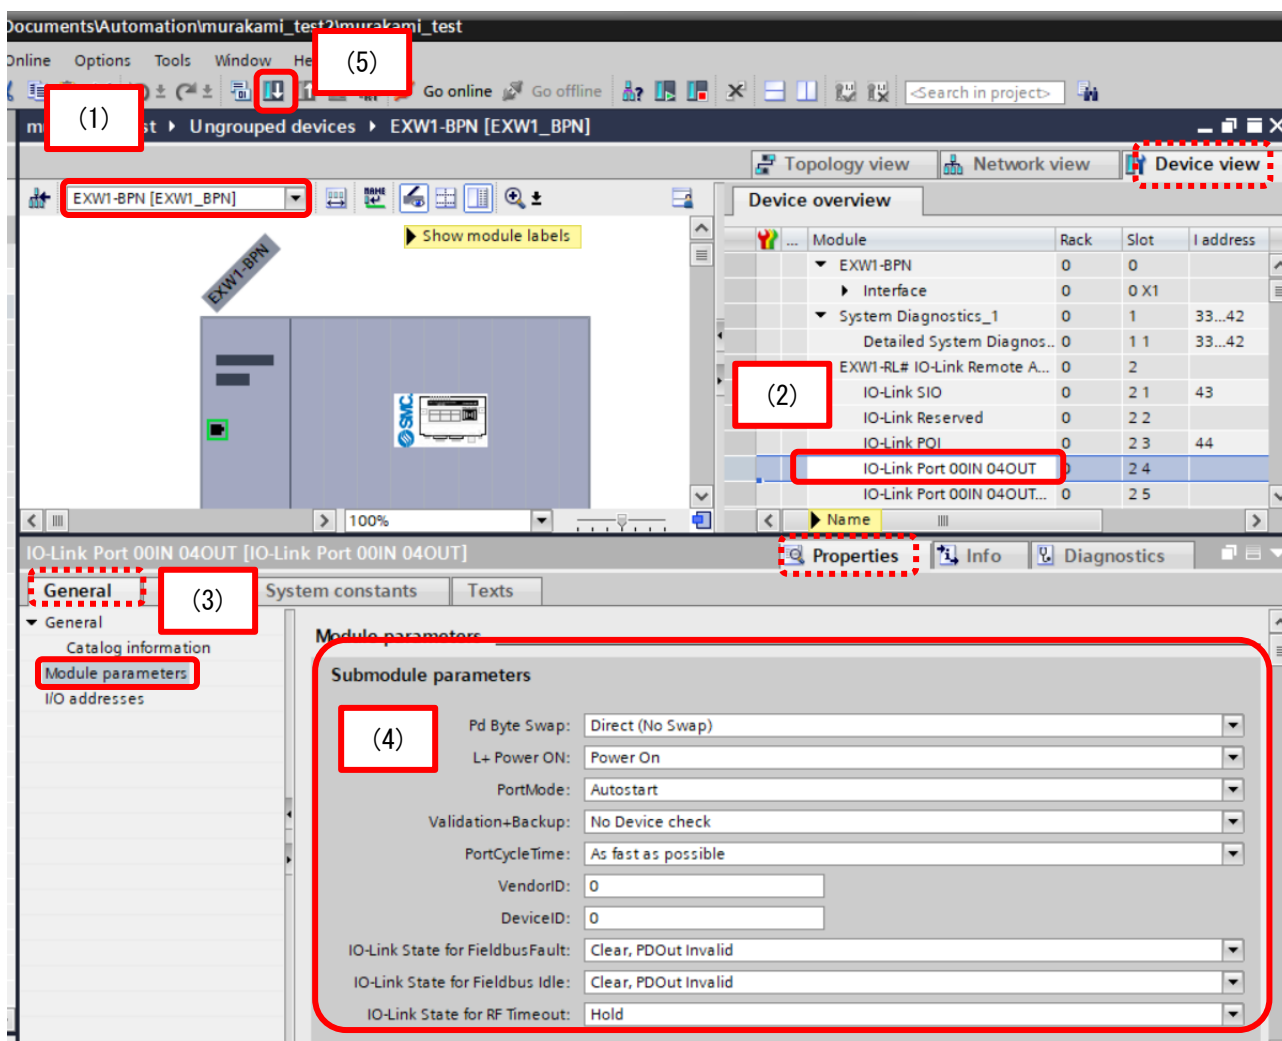 Documents\Automation\murakami_test2\murakami_test
Online Options Tools Window He
(5)
Go online Go offline <Search in project>
(1)
st Ungrouped devices EXW1-BPN [EXW1_BPN]
Topology view Network view Device view
EXW1-BPN [EXW1_BPN]
NAME
Device overview
Show module labels
... Module Rack Slot I address
EXW1-BPN
EXW1-BPN 0 0
Interface 0 0 X1
System Diagnostics_1 0 1 33...42
Detailed System Diagnos.. 0 1 1 33...42
EXW1-RL# IO-Link Remote A... 0 2
(2)
IO-Link SIO 0 2 1 43
SMC.
IO-Link Reserved 0 2 2
IO-Link PQI 0 2 3 44
IO-Link Port 00IN 04OUT 0 2 4
IO-Link Port 00IN 04OUT... 0 2 5
100%
Name
IO-Link Port 00IN 04OUT [IO-Link Port 00IN 04OUT]
Properties Info Diagnostics
General
(3)
System constants Texts
General
Catalog information
Module parameters
I/O addresses
Module parameters
Submodule parameters
(4)
Pd Byte Swap: Direct (No Swap)
L+ Power ON: Power On
PortMode: Autostart
Validation+Backup: No Device check
PortCycleTime: As fast as possible
VendorID: 0
DeviceID: 0
IO-Link State for FieldbusFault: Clear, PDOut Invalid
IO-Link State for Fieldbus Idle: Clear, PDOut Invalid
IO-Link State for RF Timeout: Hold